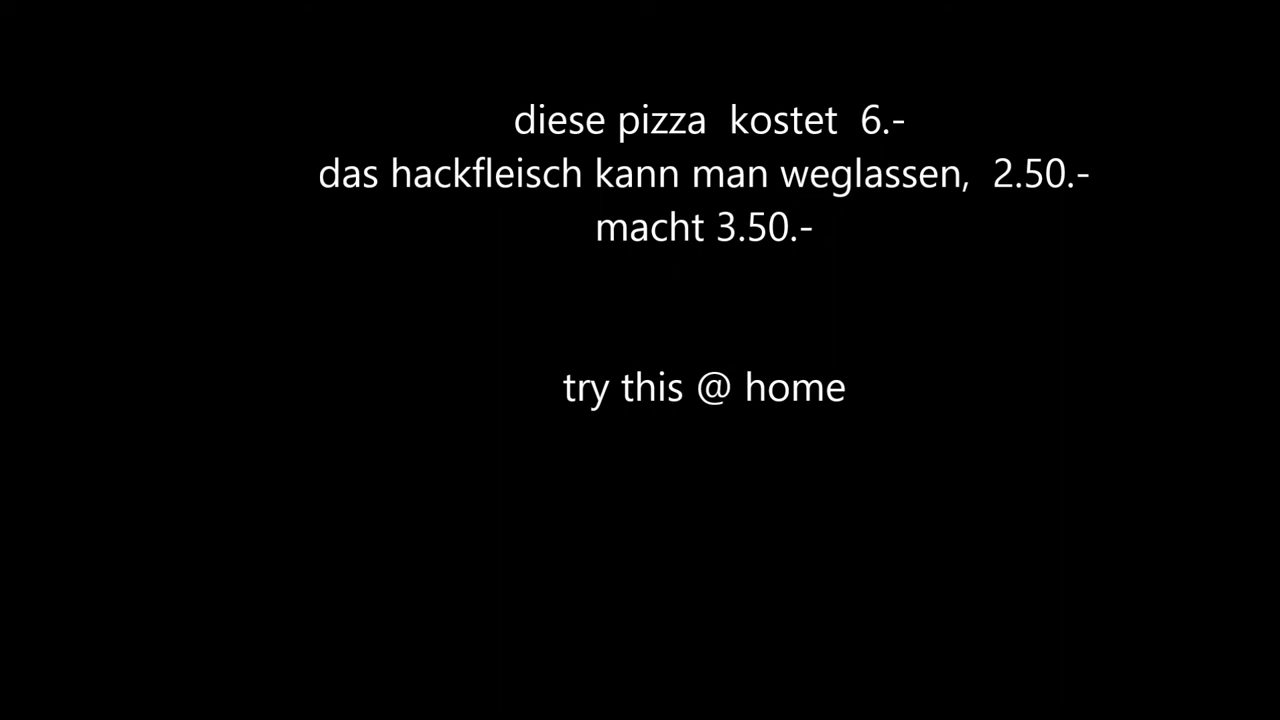 diese pizza  kostet  6.-
das hackfleisch kann man weglassen,  2.50.-
macht 3.50.-
try this @ home